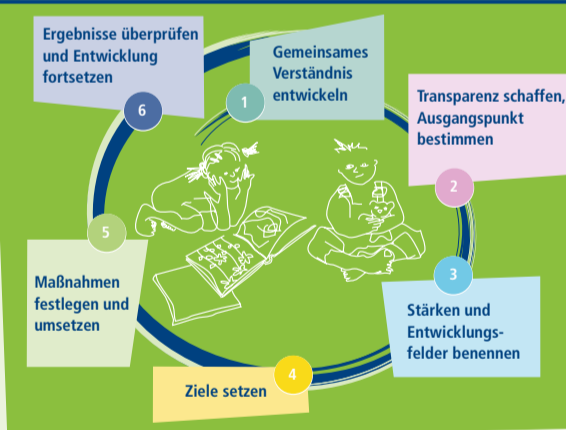 1
Gemeinsames
Verständnis
entwickeln
2
Transparenz schaffen,
Ausgangspunkt
bestimmen
3
Stärken und
Entwicklungs-
felder benennen
4
Ziele setzen
5
Maßnahmen
festlegen und
umsetzen
6
Ergebnisse überprüfen
und Entwicklung
fortsetzen